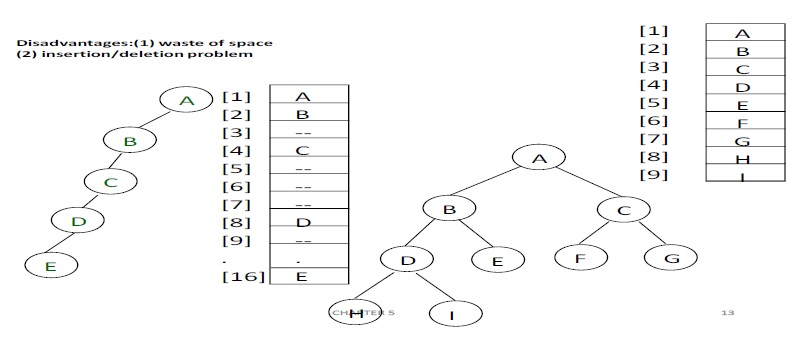 Disadvantages:(1) waste of space
(2) insertion/deletion problem
A
B
C
D
E
[1] A
[2] B
[3] --
[4] C
[5] --
[6] --
[7] --
[8] D
[9] --
. .
[16] E
A
B C
D E F G
H I
[1] A
[2] B
[3] C
[4] D
[5] E
[6] F
[7] G
[8] H
[9] I
CHAPTER 5
13